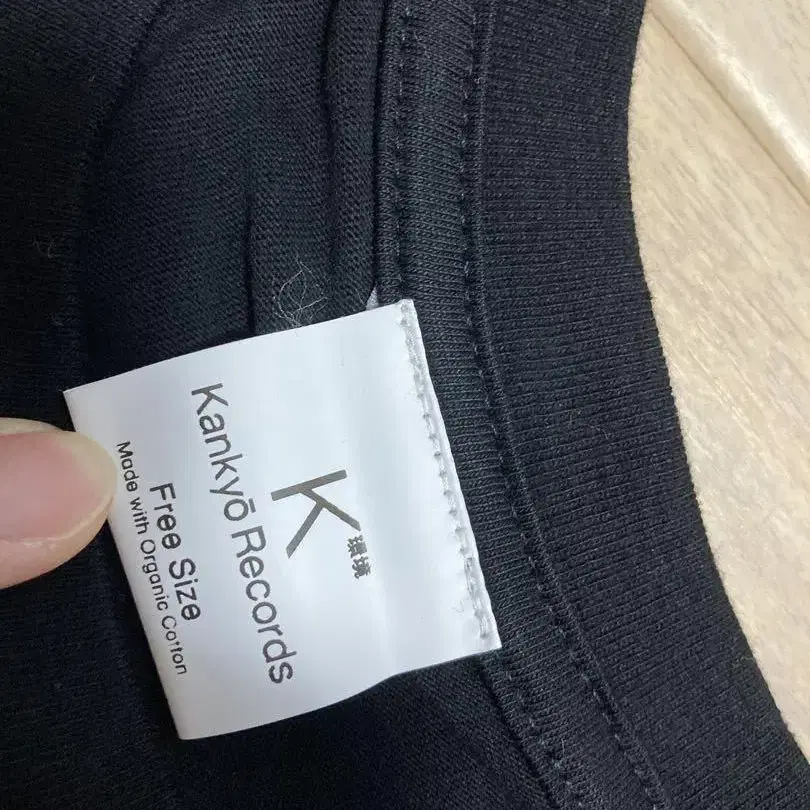 K 環境
Kankyō Records
Free Size
Made with Organic Cotton